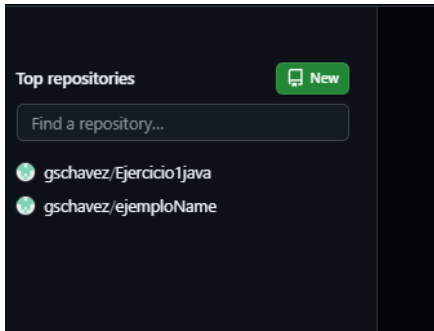 Top repositories
New
Find a repository...
gschavez/Ejercicio1java
gschavez/ejemploName